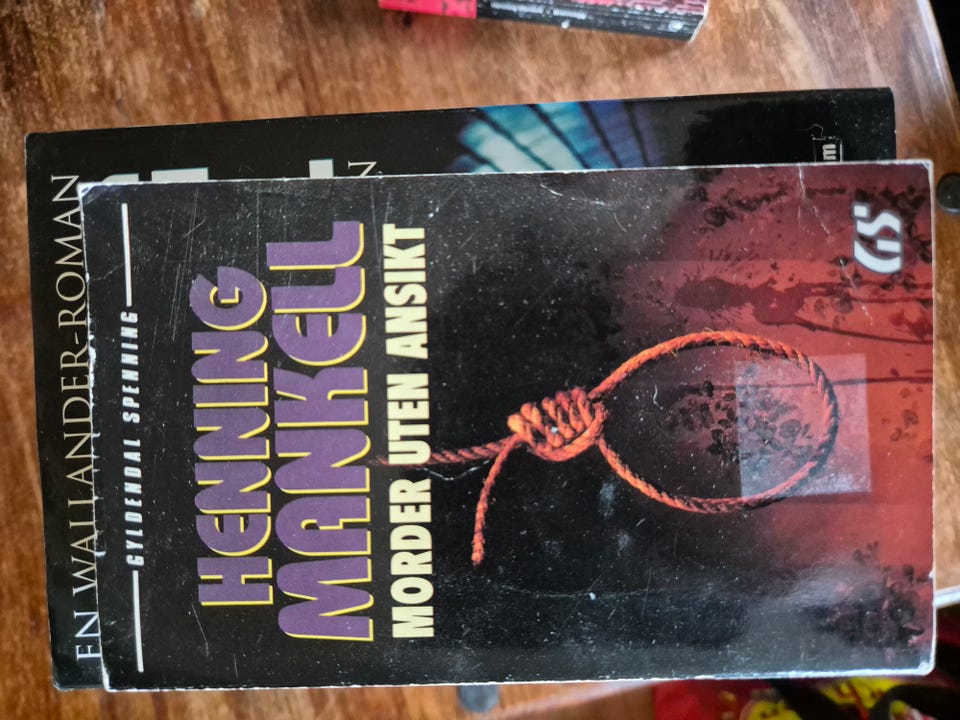 GYLDENDAL SPENNING
HENNING
MANKELL
MORDER UTEN ANSIKT
GS
EN WALLANDER-ROMAN